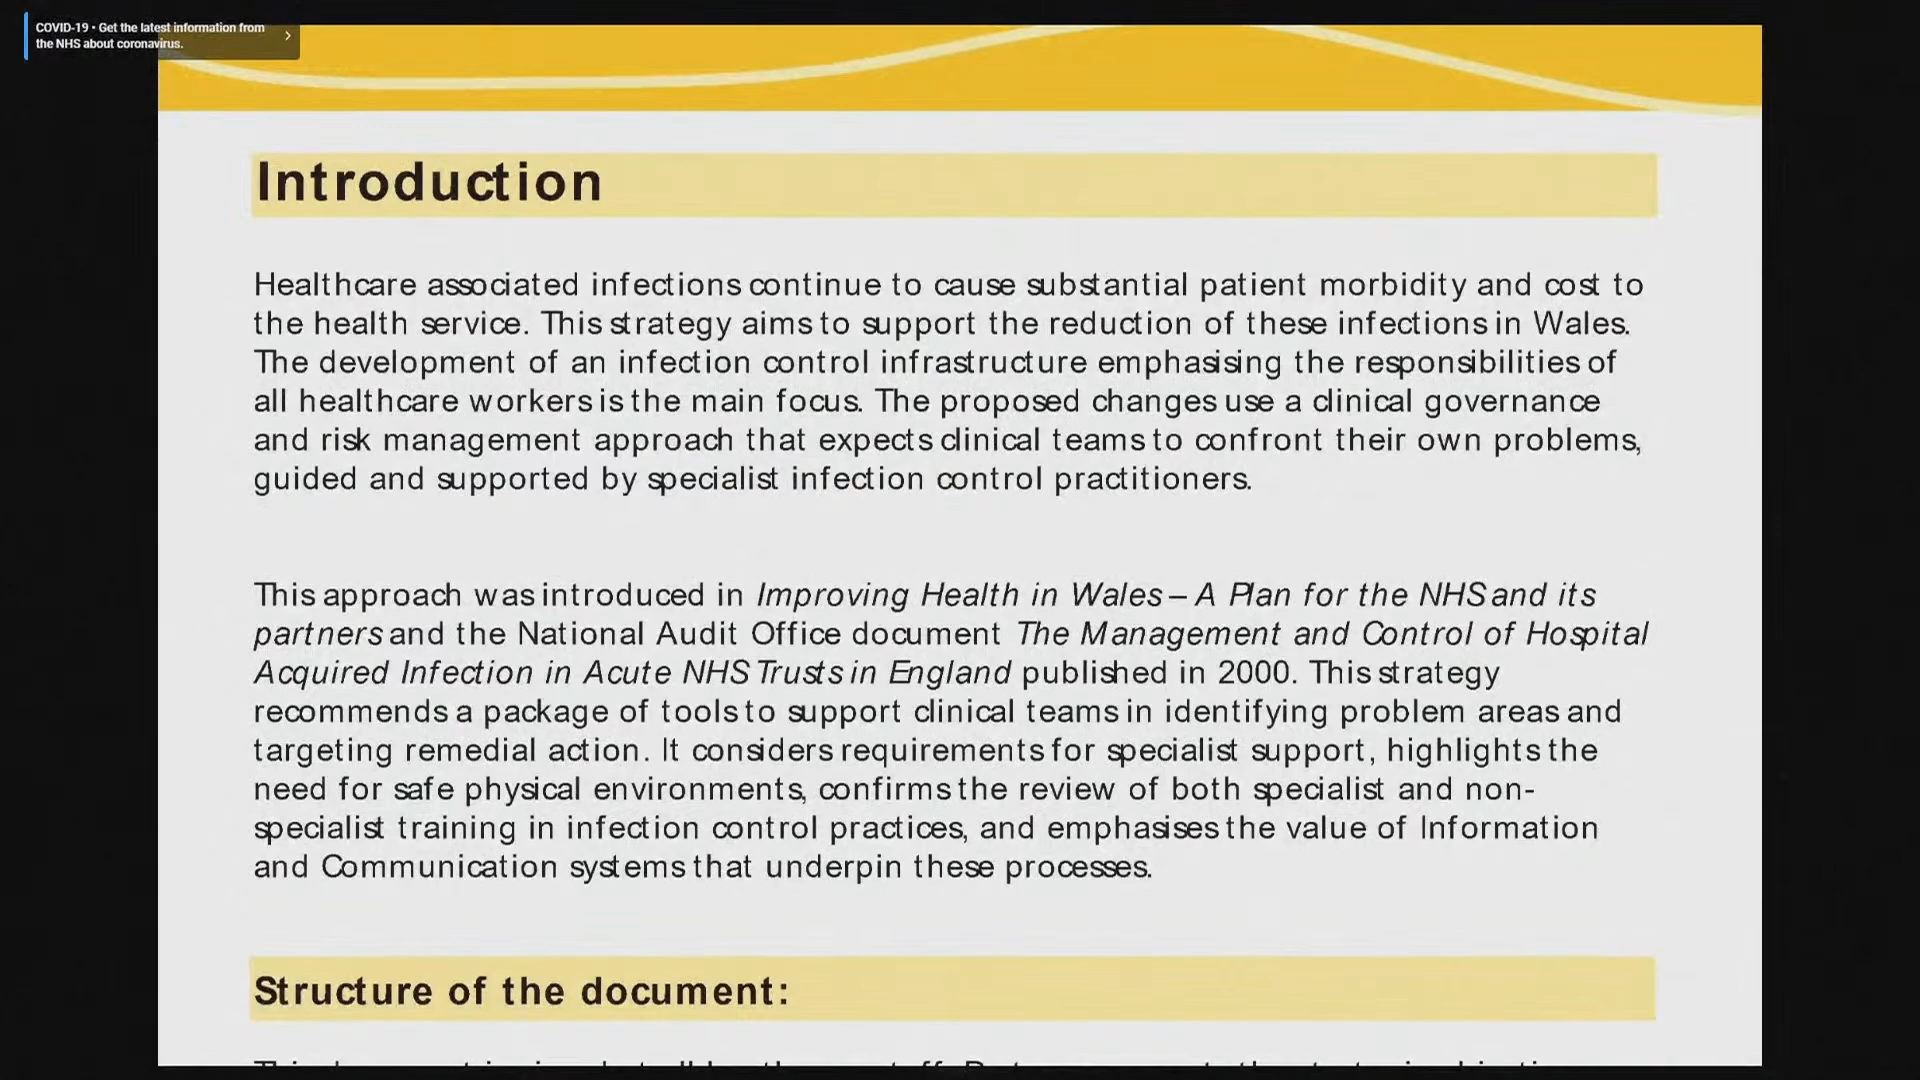 COVID-19 • Get the latest information from
the NHS about coronavirus.
Introduction
Healthcare associated infections continue to cause substantial patient morbidity and cost to
the health service. This strategy aims to support the reduction of these infections in Wales.
The development of an infection control infrastructure emphasising the responsibilities of
all healthcare workers is the main focus. The proposed changes use a clinical governance
and risk management approach that expects clinical teams to confront their own problems,
guided and supported by specialist infection control practitioners.
This approach was introduced in Improving Health in Wales – A Plan for the NHS and its
partners and the National Audit Office document The Management and Control of Hospital
Acquired Infection in Acute NHS Trusts in England published in 2000. This strategy
recommends a package of tools to support clinical teams in identifying problem areas and
targeting remedial action. It considers requirements for specialist support, highlights the
need for safe physical environments, confirms the review of both specialist and non-
specialist training in infection control practices, and emphasises the value of Information
and Communication systems that underpin these processes.
Structure of the document: